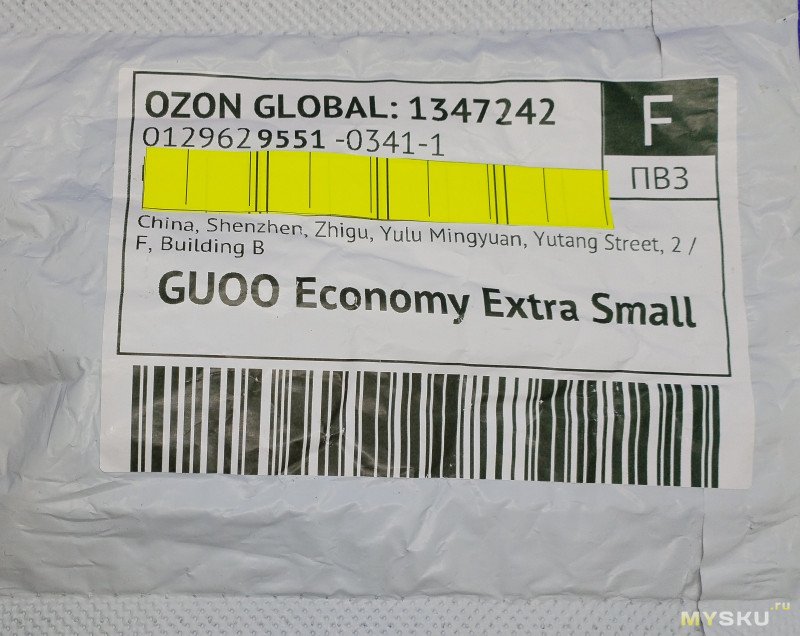 OZON GLOBAL: 1347242
0129629551-0341-1
F
ПВЗ
China, Shenzhen, Zhigu, Yulu Mingyuan, Yutang Street, 2 /
F, Building B
GUOO Economy Extra Small
MYSKU.ru